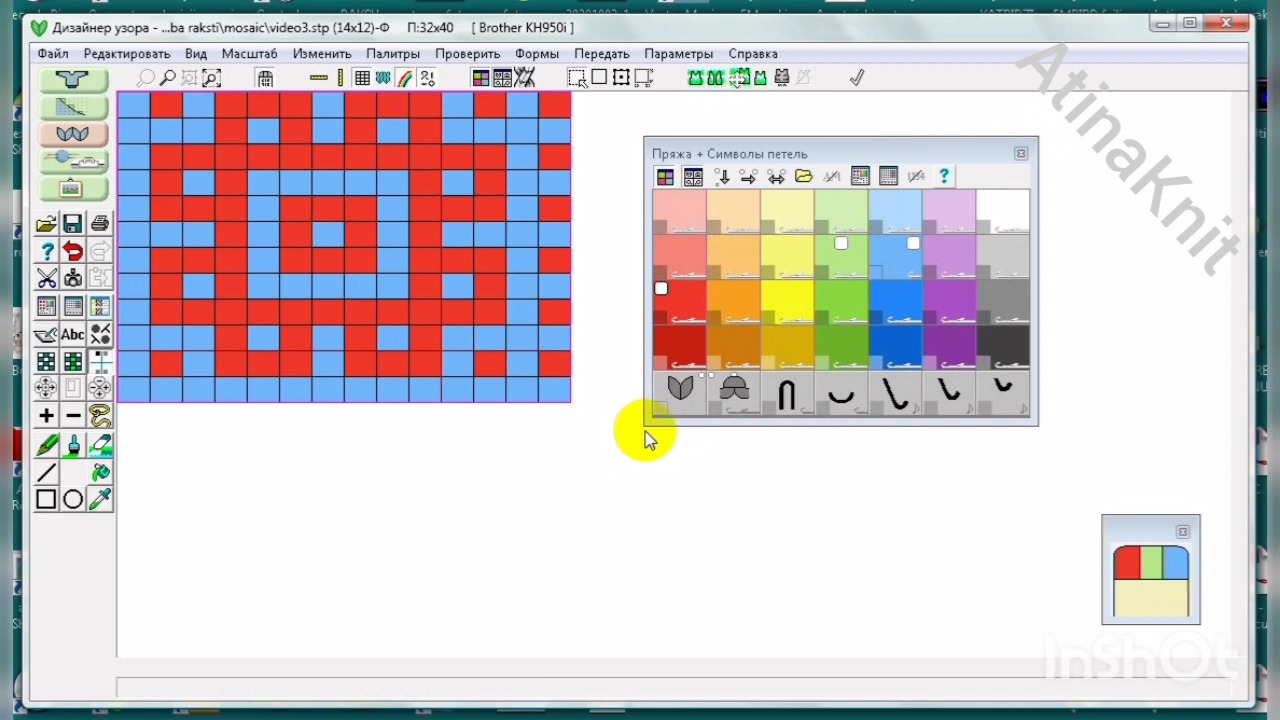 Дизайнер узора - ...ba raksti\mosaic\video3.stp (14x12)-Ф П:32x40 [ Brother KH950i ]
Файл Редактировать Вид Масштаб Изменить Палитры Проверить Формы Передать Параметры Справка
Пряжа + Символы петель
Abc
AtinaKnit
InShOt